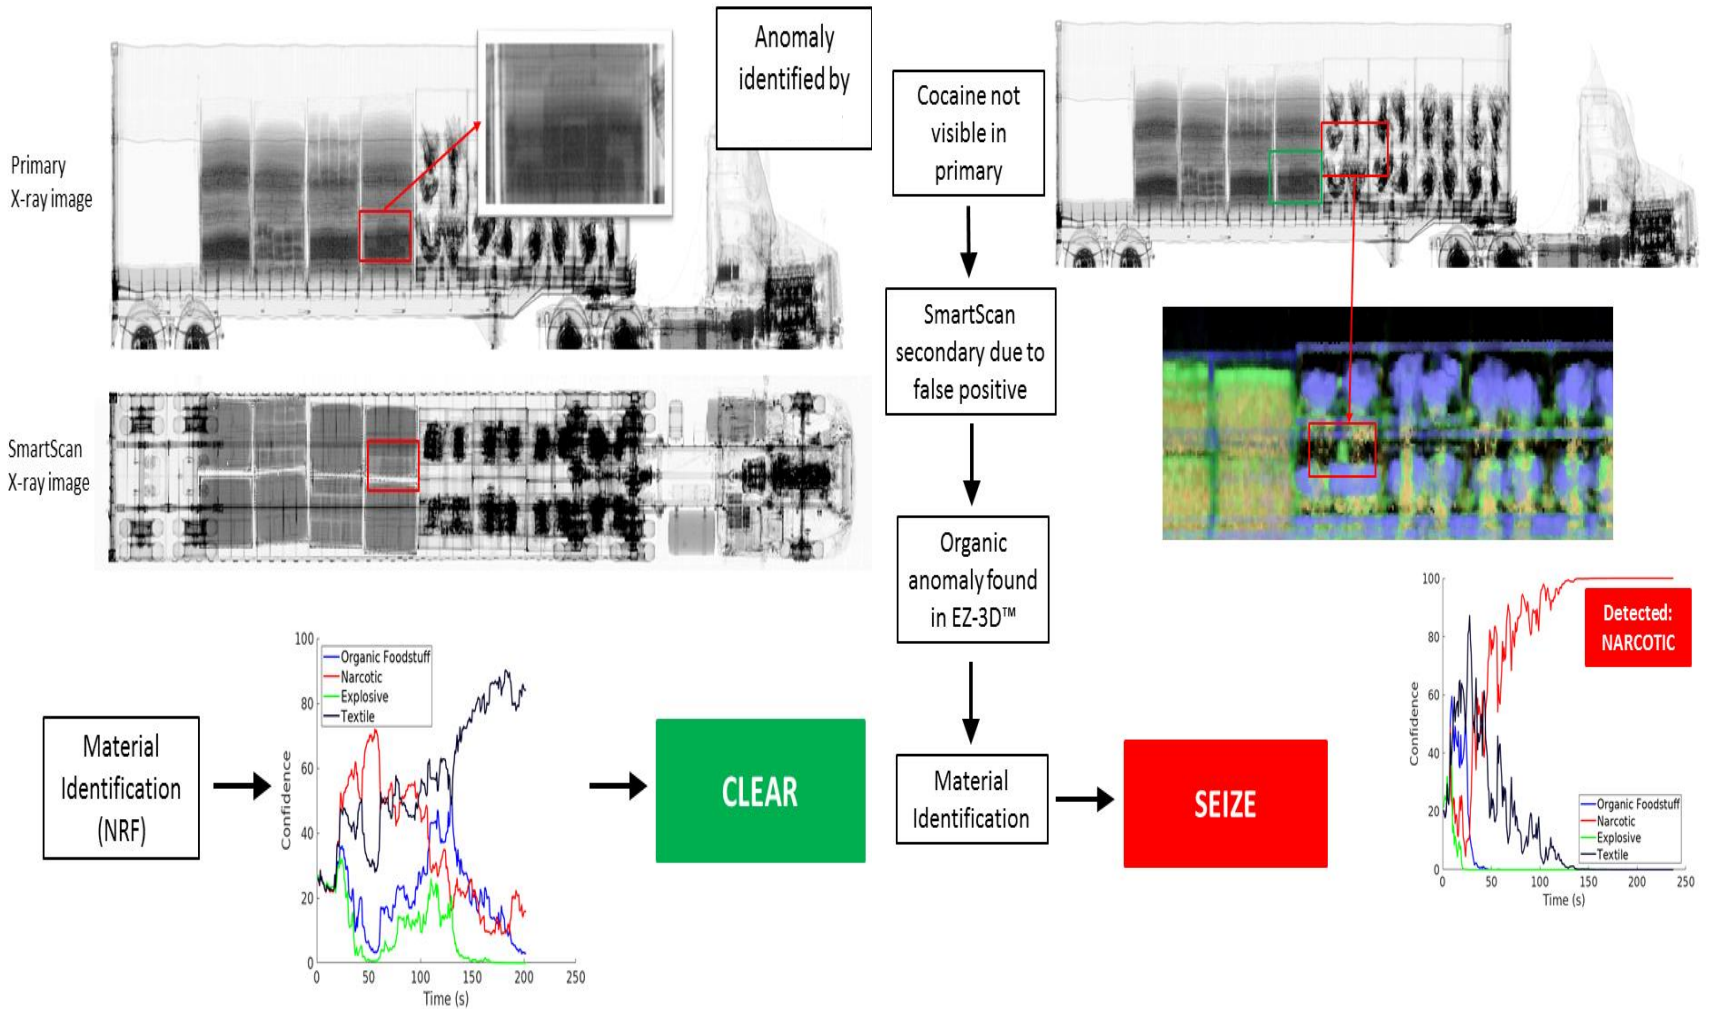 Anomaly
identified by
Primary
X-ray image
SmartScan
X-ray image
Material
Identification
(NRF)
100
80
60
40
20
0
Confidence
Organic Foodstuff
Narcotic
Explosive
Textile
0 50 100 150 200 250
Time (s)
CLEAR
Cocaine not
visible in
primary
SmartScan
secondary due to
false positive
Organic
anomaly found
in EZ-3D™
Material
Identification
SEIZE
100
80
60
40
20
0
Confidence
Detected:
NARCOTIC
Organic Foodstuff
Narcotic
Explosive
Textile
0 50 100 150 200 250
Time (s)